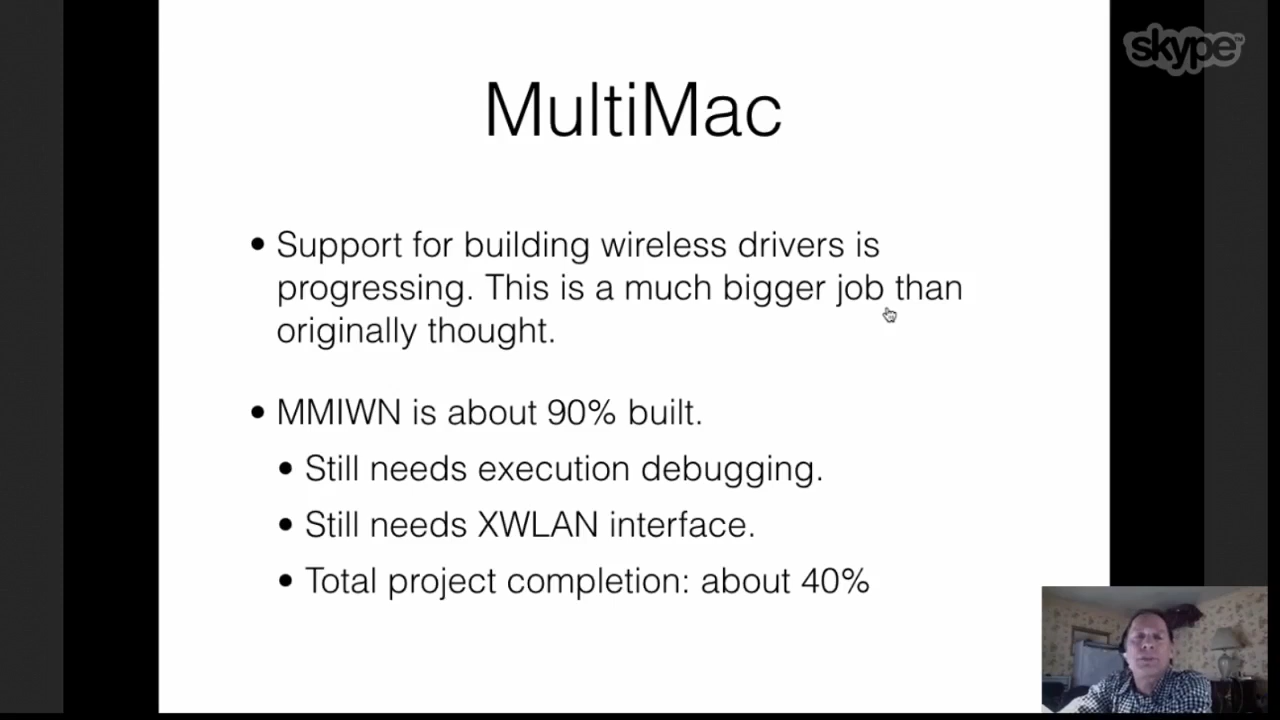 skype™
MultiMac
• Support for building wireless drivers is
progressing. This is a much bigger job than
originally thought.
• MMIWN is about 90% built.
• Still needs execution debugging.
• Still needs XWLAN interface.
• Total project completion: about 40%